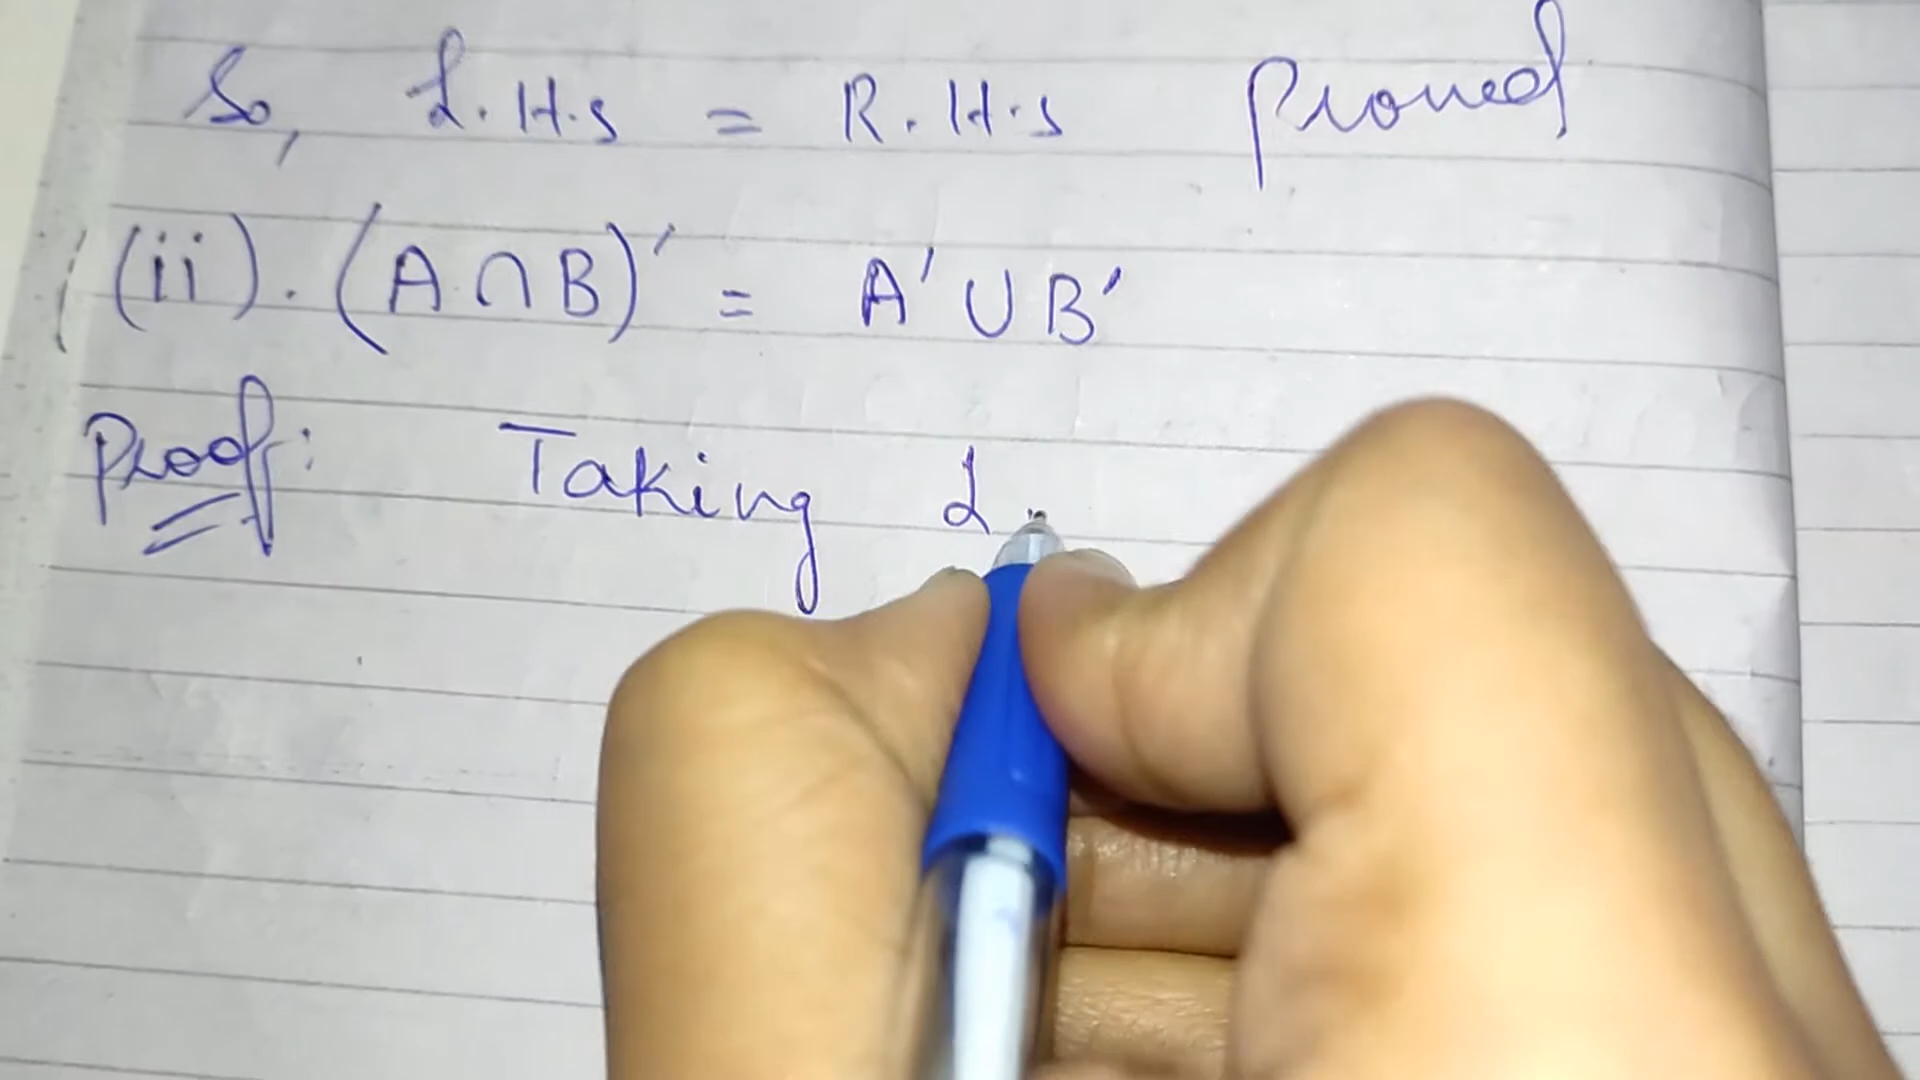 So, L.H.S = R.H.S Proved
(ii). (A∩B)′ = A′∪B′
Proof: Taking L.